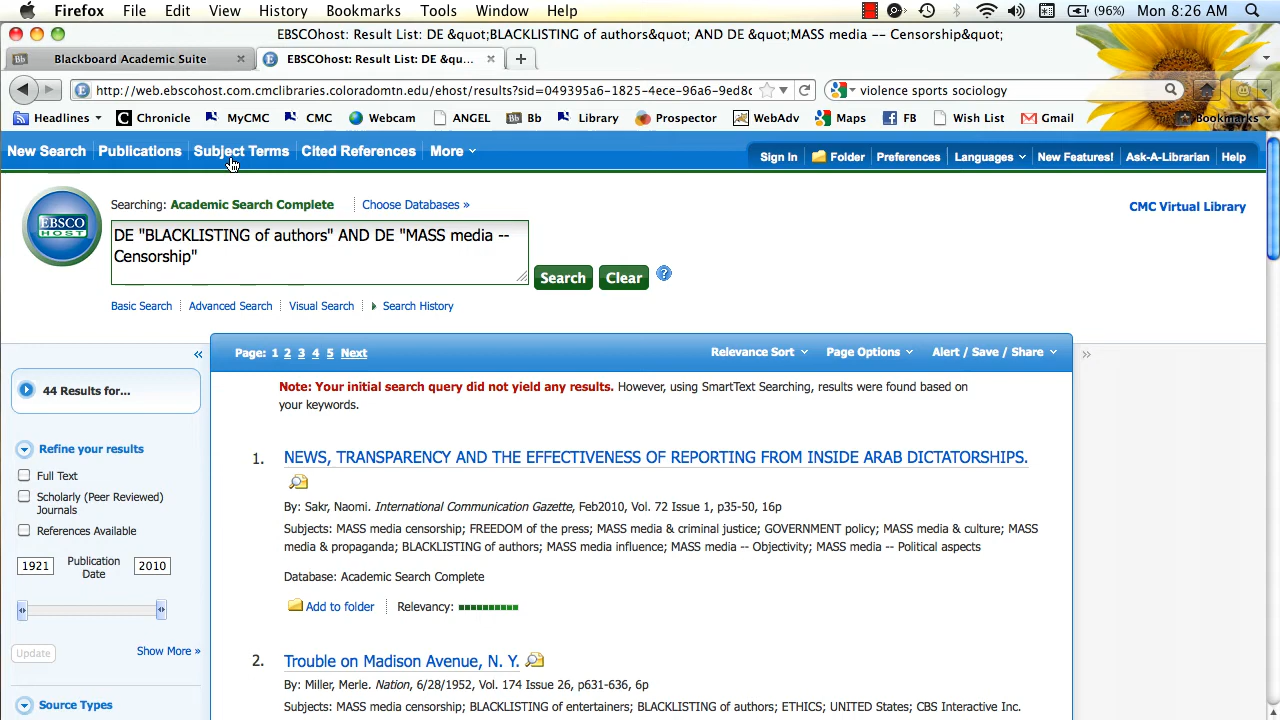 Firefox File Edit View History Bookmarks Tools Window Help (96%) Mon 8:26 AM
EBSCOhost: Result List: DE &quot;BLACKLISTING of authors&quot; AND DE &quot;MASS media -- Censorship&quot;
Bb Blackboard Academic Suite EBSCOhost: Result List: DE &qu...
http://web.ebscohost.com.cmclibraries.coloradomtn.edu/ehost/results?sid=049395a6-1825-4ece-96a6-9ed8c violence sports sociology
Headlines Chronicle MyCMC CMC Webcam ANGEL Bb Bb Library Prospector WebAdv Maps FB Wish List Gmail Bookmarks
New Search Publications Subject Terms Cited References More Sign In Folder Preferences Languages New Features! Ask-A-Librarian Help
Searching: Academic Search Complete Choose Databases »
CMC Virtual Library
EBSCO
HOST
DE "BLACKLISTING of authors" AND DE "MASS media --
Censorship"
Search Clear ?
Basic Search Advanced Search Visual Search Search History
« Page: 1 2 3 4 5 Next Relevance Sort Page Options Alert / Save / Share »
44 Results for...
Note: Your initial search query did not yield any results. However, using SmartText Searching, results were found based on
your keywords.
Refine your results
Full Text
Scholarly (Peer Reviewed)
Journals
References Available
1921 Publication
Date 2010
Update Show More »
Source Types
1. NEWS, TRANSPARENCY AND THE EFFECTIVENESS OF REPORTING FROM INSIDE ARAB DICTATORSHIPS.
By: Sakr, Naomi. International Communication Gazette, Feb2010, Vol. 72 Issue 1, p35-50, 16p
Subjects: MASS media censorship; FREEDOM of the press; MASS media & criminal justice; GOVERNMENT policy; MASS media & culture; MASS
media & propaganda; BLACKLISTING of authors; MASS media influence; MASS media -- Objectivity; MASS media -- Political aspects
Database: Academic Search Complete
Add to folder Relevancy:
2. Trouble on Madison Avenue, N. Y.
By: Miller, Merle. Nation, 6/28/1952, Vol. 174 Issue 26, p631-636, 6p
Subjects: MASS media censorship; BLACKLISTING of entertainers; BLACKLISTING of authors; ETHICS; UNITED States; CBS Interactive Inc.